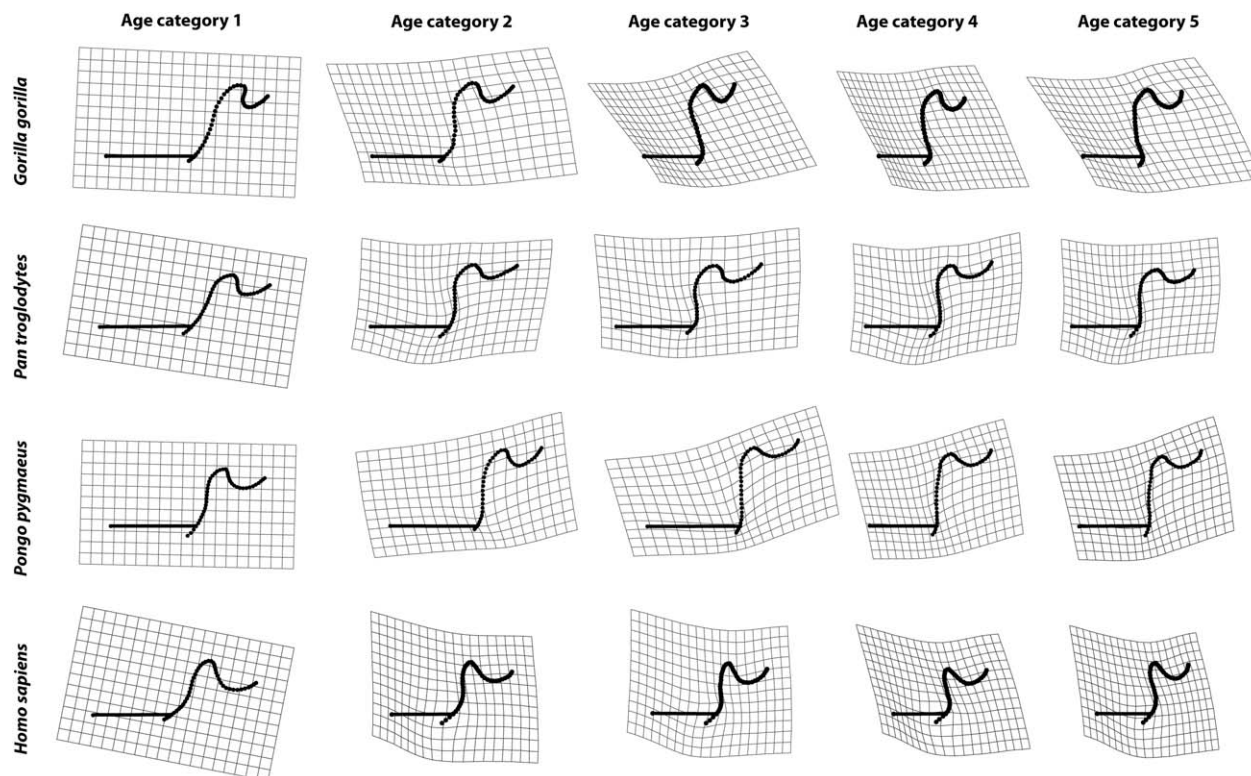 Age category 1
Age category 2
Age category 3
Age category 4
Age category 5
Gorilla gorilla
Pan troglodytes
Pongo pygmaeus
Homo sapiens